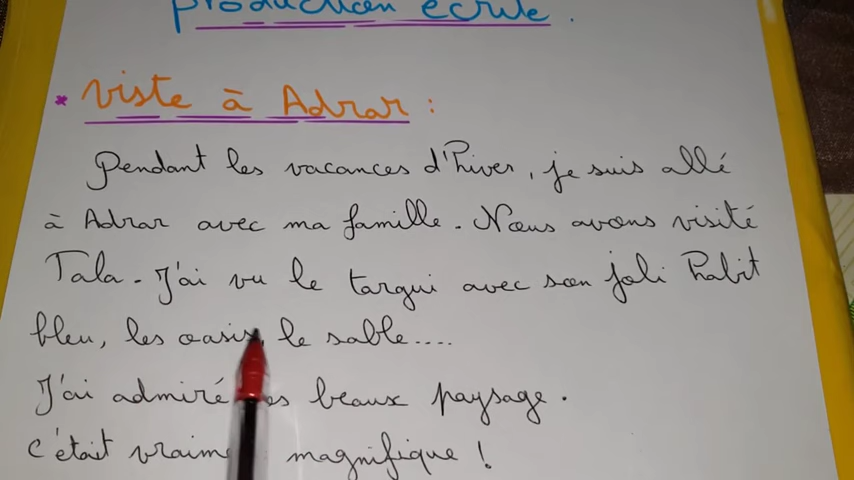 production écrite.
* viste à Adrar :
Pendant les vacances d'hiver, je suis allé
à Adrar avec ma famille. Nous avons visité
Tala. J'ai vu le targui avec son joli habit
bleu, les oasis, le sable....
J'ai admiré beaux paysage.
c'était magnifique !